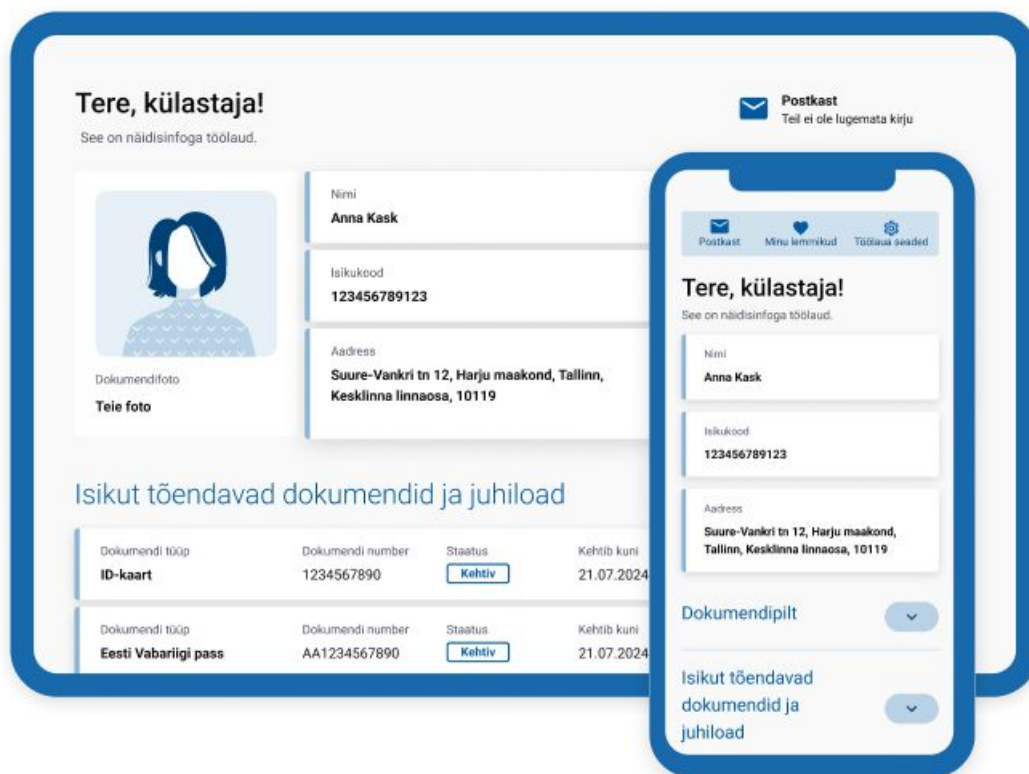 Tere, külastaja!
See on näidisinfoga töölaud.
Postkast
Teil ei ole lugemata kirju
Dokumendifoto
Teie foto
Nimi
Anna Kask
Isikukood
123456789123
Aadress
Suure-Vankri tn 12, Harju maakond, Tallinn,
Kesklinna linnaosa, 10119
Isikut tõendavad dokumendid ja juhiload
Dokumendi tüüp Dokumendi number Staatus Kehtib kuni
ID-kaart 1234567890 Kehtiv 21.07.2024
Dokumendi tüüp Dokumendi number Staatus Kehtib kuni
Eesti Vabariigi pass AA1234567890 Kehtiv 21.07.2024
Postkast Minu lemmikud Töölaua seaded
Tere, külastaja!
See on näidisinfoga töölaud.
Nimi
Anna Kask
Isikukood
123456789123
Aadress
Suure-Vankri tn 12, Harju maakond,
Tallinn, Kesklinna linnaosa, 10119
Dokumendipilt
Isikut tõendavad
dokumendid ja
juhiload